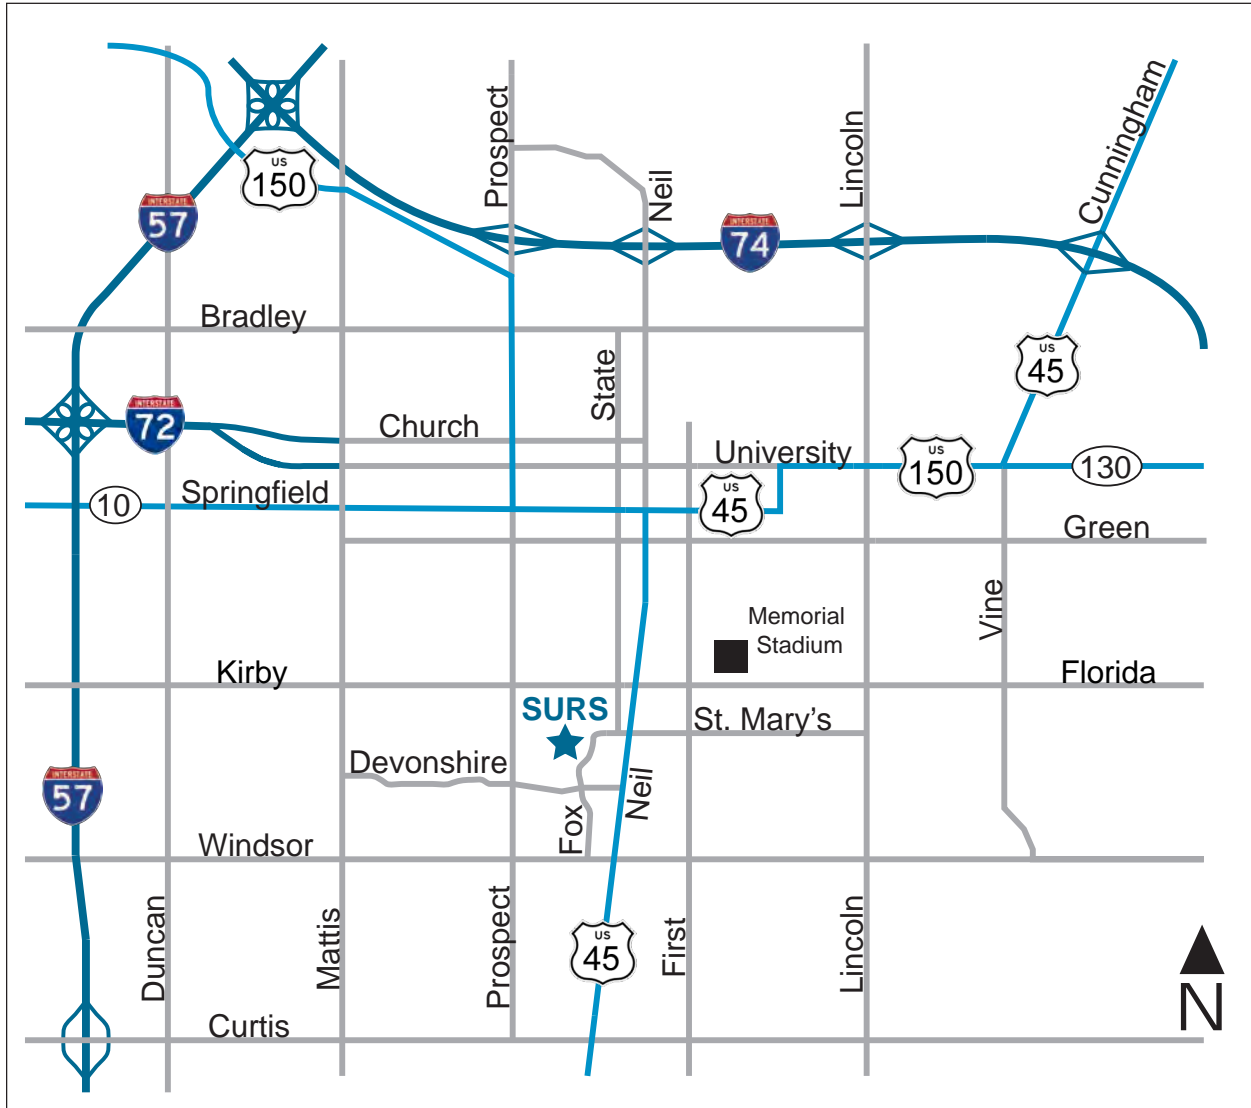 Prospect
Neil
Lincoln
Cunningham
US
150
INTERSTATE
57
INTERSTATE
74
Bradley
State
US
45
INTERSTATE
72
Church
University
US
150
130
10
Springfield
US
45
Green
Vine
Memorial
Stadium
Kirby
Florida
SURS
St. Mary's
Devonshire
INTERSTATE
57
Neil
Fox
Windsor
Duncan
Mattis
Prospect
US
45
First
Lincoln
Curtis
N